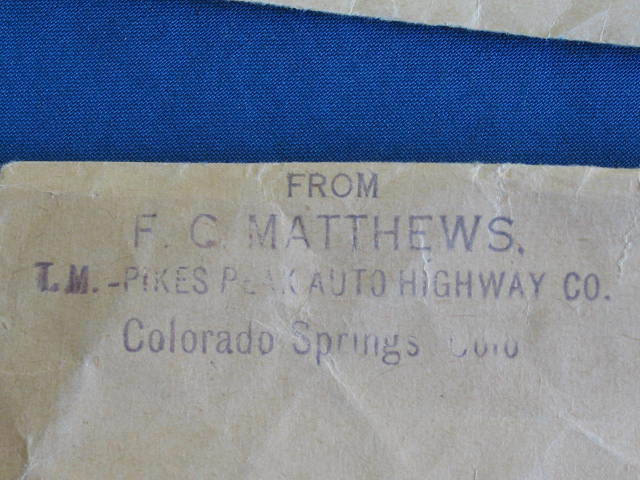 FROM
F. C. MATTHEWS.
T. M. - PIKES PEAK AUTO HIGHWAY CO.
Colorado Springs Colo